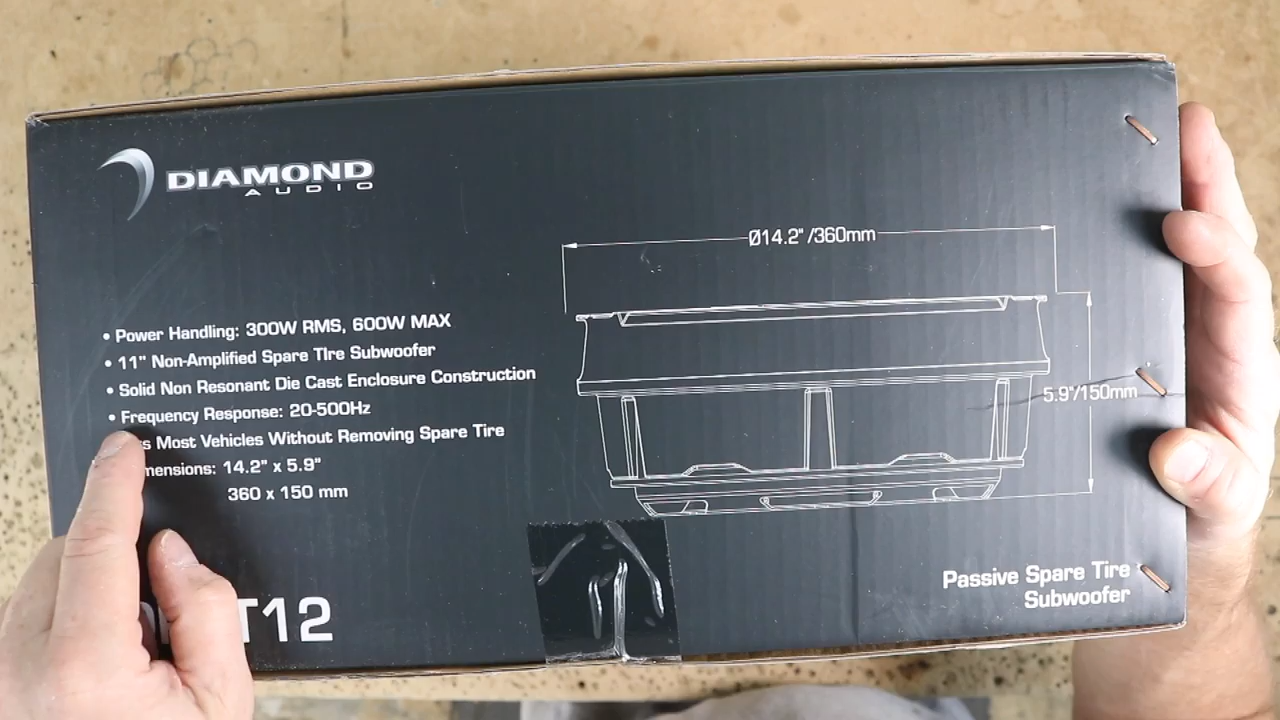 DIAMOND
AUDIO
• Power Handling: 300W RMS, 600W MAX
• 11" Non-Amplified Spare TIre Subwoofer
• Solid Non Resonant Die Cast Enclosure Construction
• Frequency Response: 20-500Hz
Most Vehicles Without Removing Spare Tire
14.2" x 5.9"
360 x 150 mm
Ø14.2" /360mm
5.9"/150mm
T12
Passive Spare Tire
Subwoofer